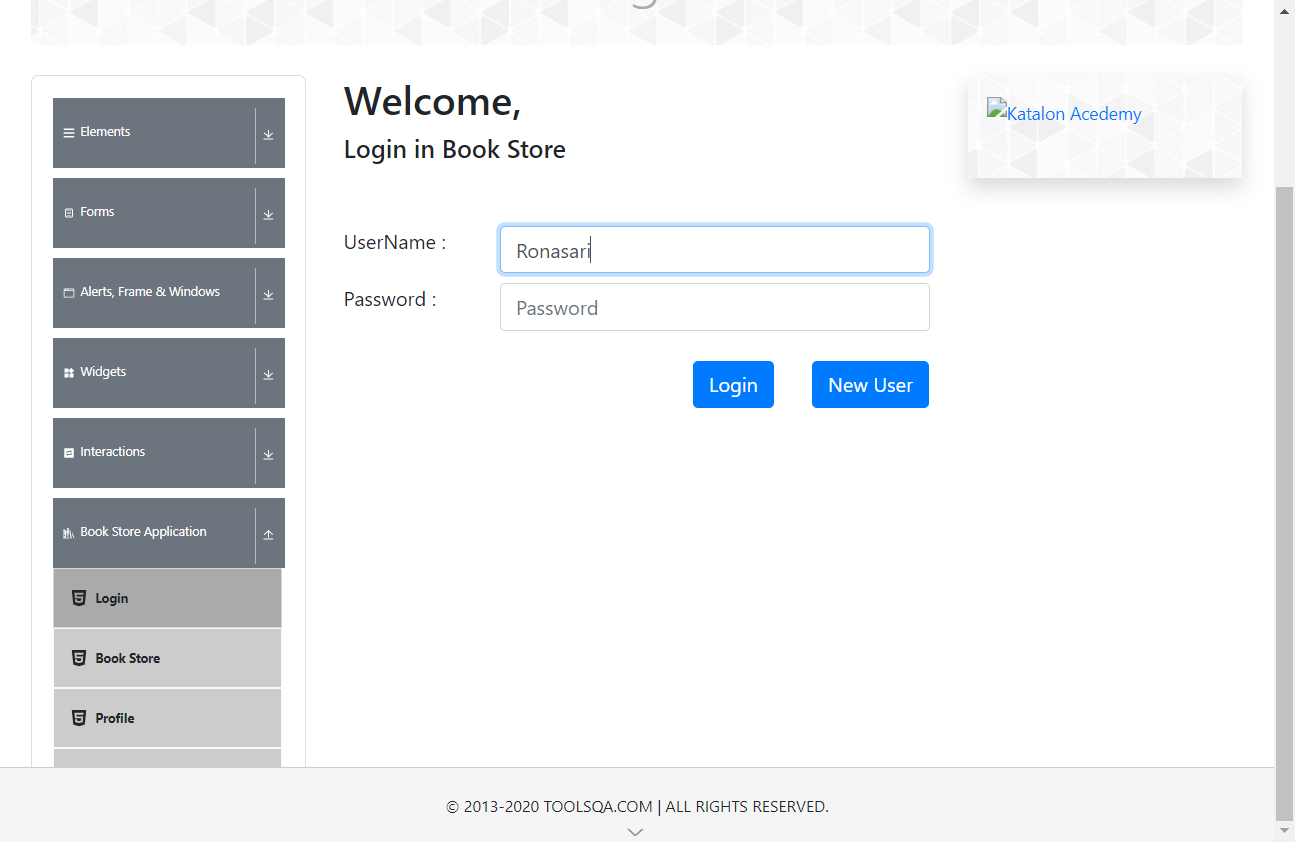 Elements
Forms
Alerts, Frame & Windows
Widgets
Interactions
Book Store Application
Login
Book Store
Profile
Welcome,
Login in Book Store
UserName :
Ronasari
Password :
Password
Login
New User
Katalon Acedemy
© 2013-2020 TOOLSQA.COM | ALL RIGHTS RESERVED.